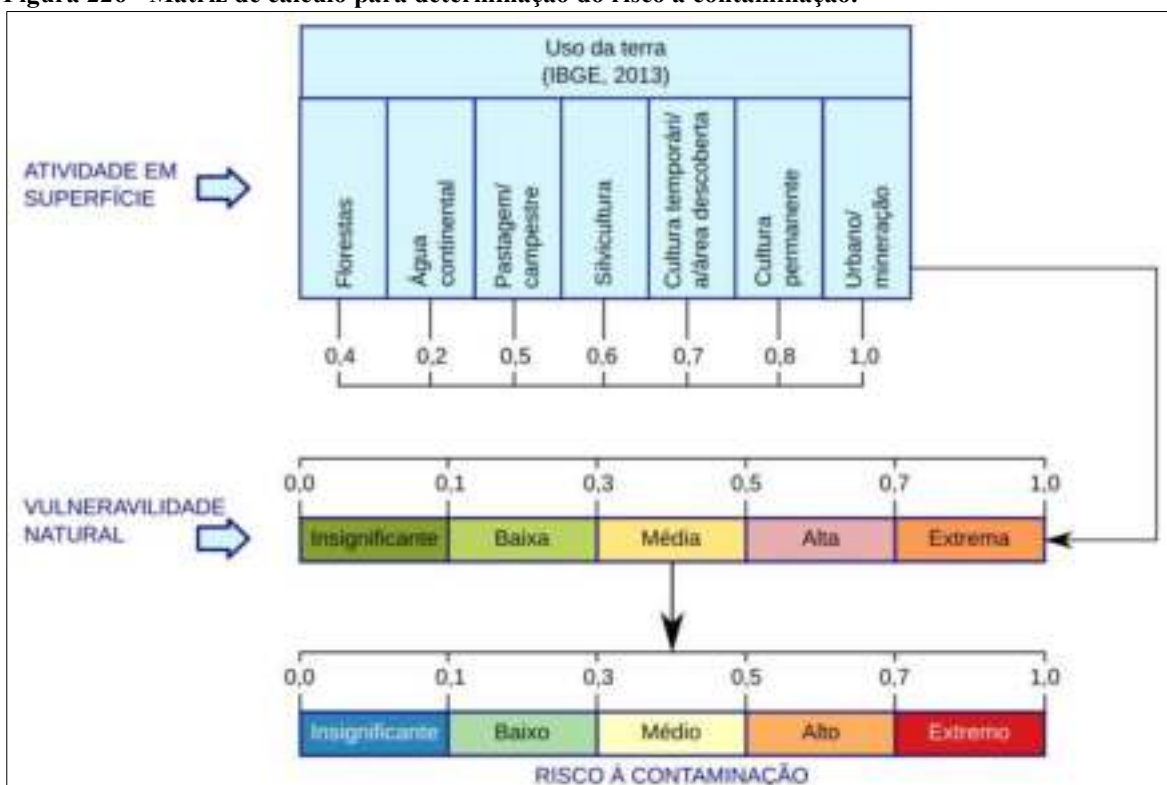 Figura 226 - Matriz de cálculo para determinação do risco à contaminação.
Uso da terra
(IBGE, 2013)
ATIVIDADE EM
SUPERFÍCIE
Florestas
Água
continental
Pastagem/
campestre
Silvicultura
Cultura temporári/
a/área descoberta
Cultura
permanente
Urbano/
mineração
0,4
0,2
0,5
0,6
0,7
0,8
1,0
0,0
0,1
0,3
0,5
0,7
1,0
VULNERAVILIDADE
NATURAL
Insignificante
Baixa
Média
Alta
Extrema
0,0
0,1
0,3
0,5
0,7
1,0
Insignificante
Baixo
Médio
Alto
Extremo
RISCO À CONTAMINAÇÃO